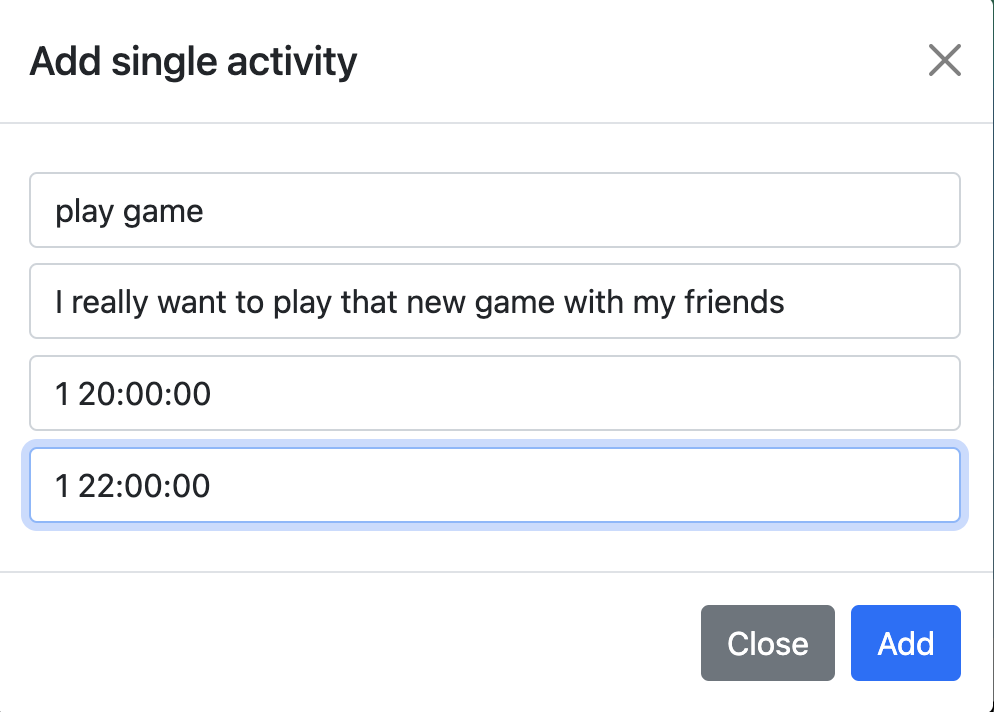 Add single activity
play game
I really want to play that new game with my friends
1 20:00:00
1 22:00:00
Close
Add